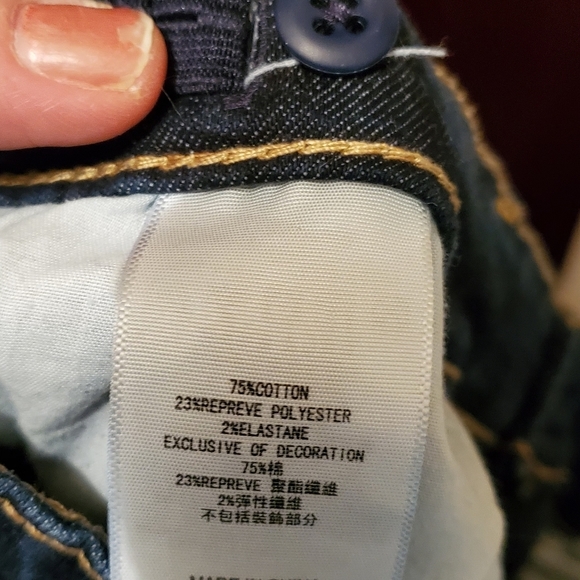 75%COTTON
23%REPREVE POLYESTER
2%ELASTANE
EXCLUSIVE OF DECORATION
75%棉
23%REPREVE 聚酯纖維
2%彈性纖維
不包括裝飾部分